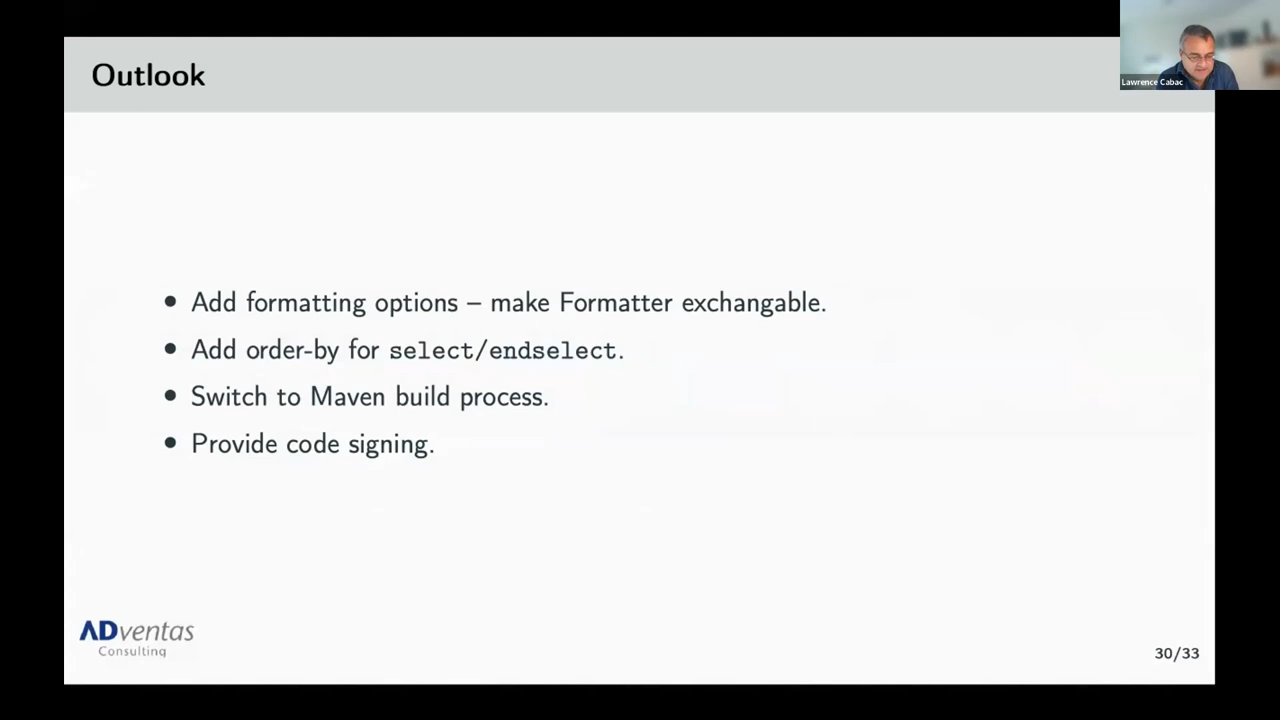 Outlook
Lawrence Cabac
• Add formatting options – make Formatter exchangable.
• Add order-by for select/endselect.
• Switch to Maven build process.
• Provide code signing.
ADventas
Consulting
30/33